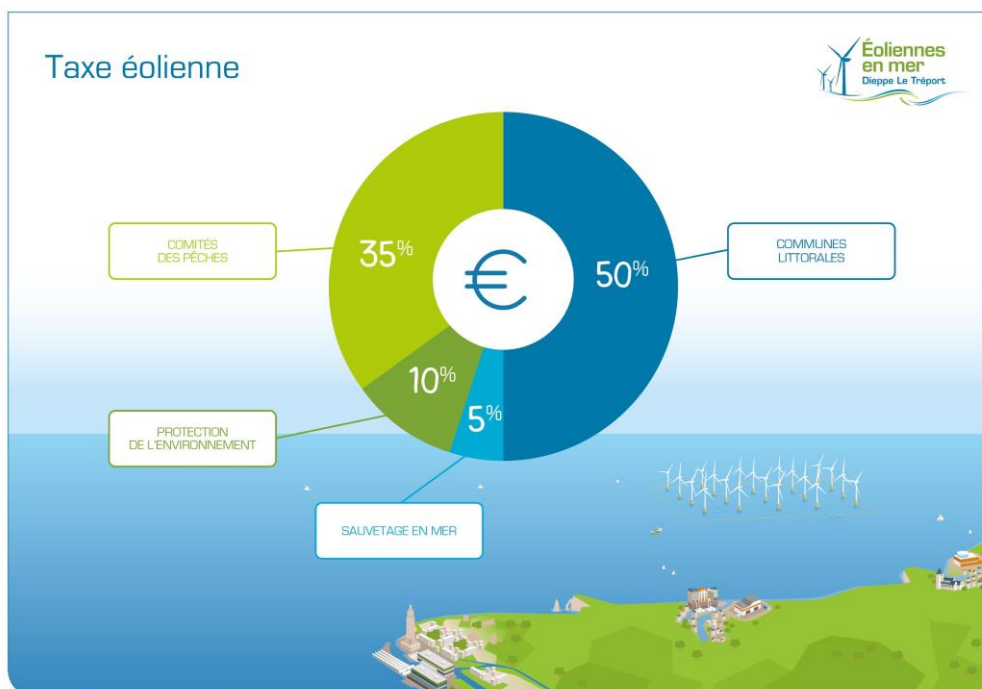 Taxe éolienne
Éoliennes
en mer
Dieppe Le Tréport
35%
COMITÉS
DES PÊCHES
50%
COMMUNES
LITTORALES
10%
PROTECTION
DE L'ENVIRONNEMENT
5%
SAUVETAGE EN MER
€